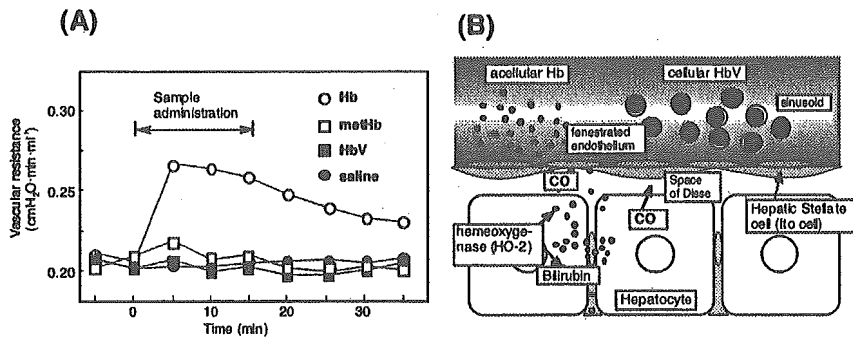 (A)
Vascular resistance
(cmH₂O·min·ml⁻¹)
0.30
0.25
0.20
Sample
administration
Hb
metHb
HbV
saline
0
10
20
30
Time (min)
(B)
acellular Hb
cellular HbV
sinusoid
fenestrated
endothelium
CO
Space
of Disse
CO
Hepatic Stellate
cell (Ito cell)
hemeoxyge-
nase (HO-2)
Bilirubin
Hepatocyte